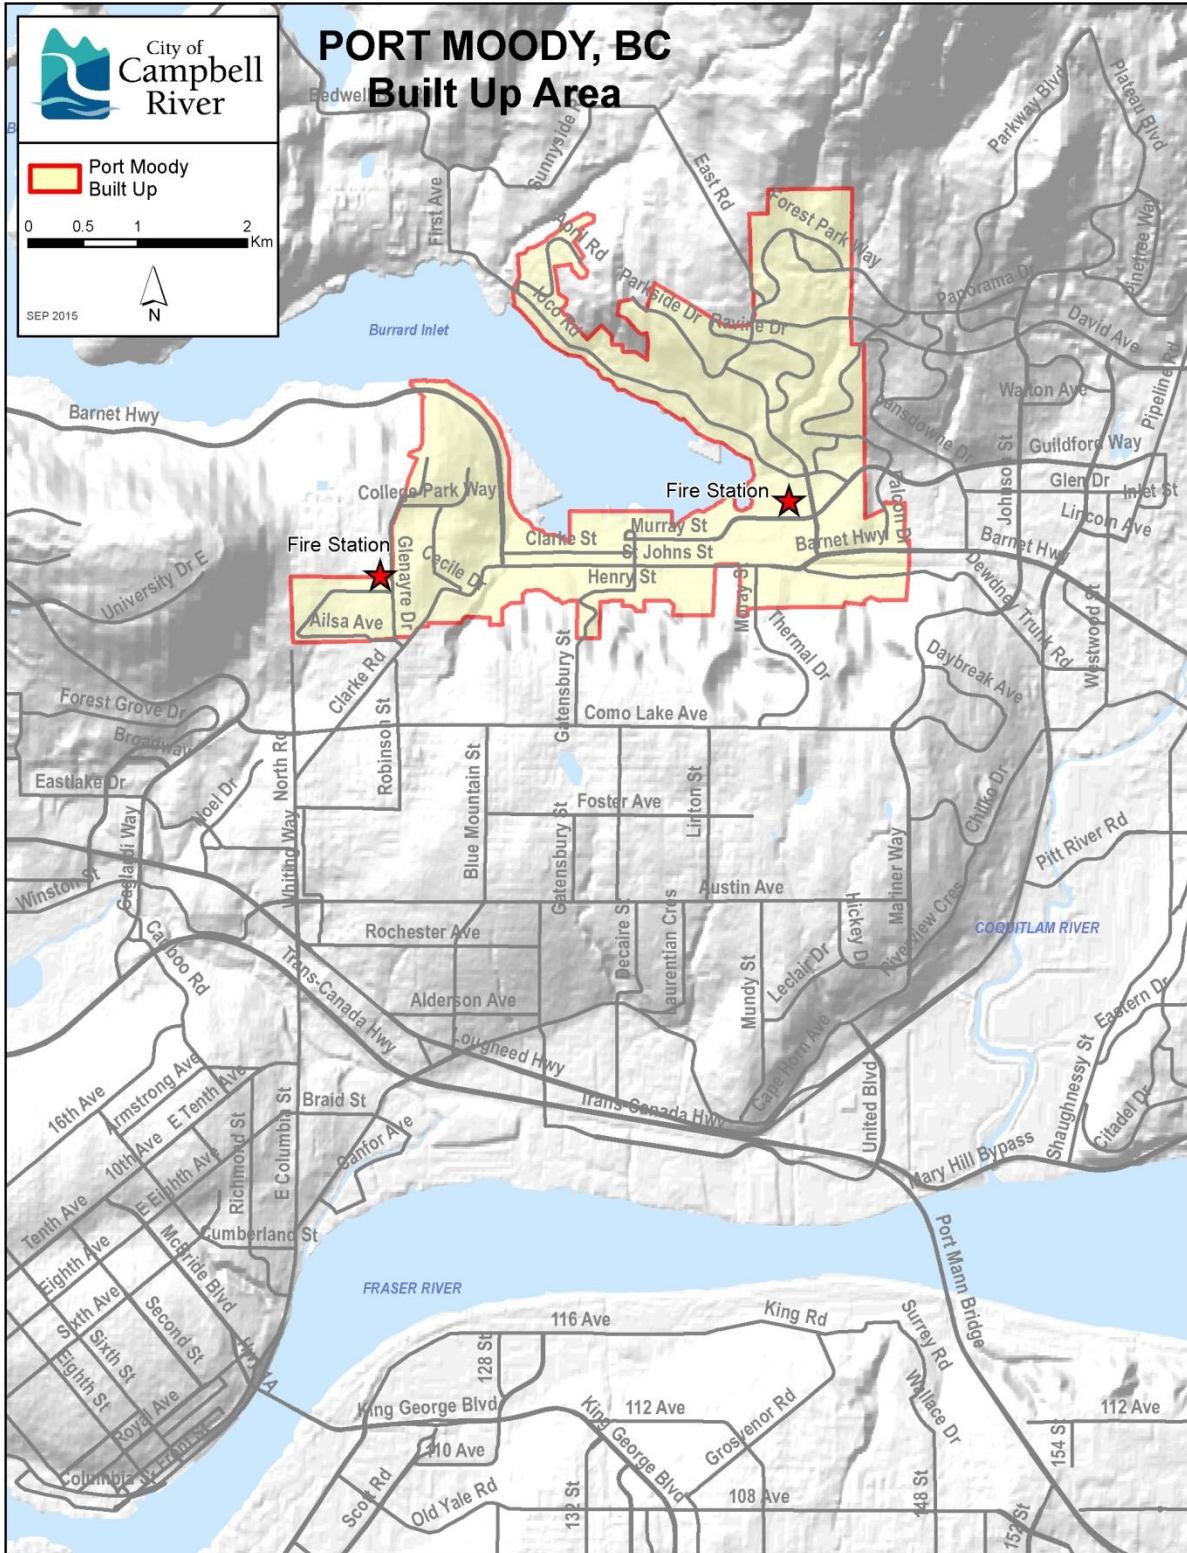 City of
Campbell
River
PORT MOODY, BC
Built Up Area
Port Moody
Built Up
0 0.5 1 2
Km
N
SEP 2015
Bedwell
Sunnyside R
First Ave
East Rd
Parkway Blvd
Plateau Blvd
April Rd
Forest Park Way
Pinetree Way
Panorama Dr
Parkside Dr
Ioco Rd
Ravine Dr
David Ave
Burrard Inlet
Walton Ave
Pipeline Rd
Barnet Hwy
Lansdowne Dr
Johnson St
Guildford Way
Glen Dr
Inlet St
Lincoln Ave
College Park Way
Fire Station
Falcon Dr
Murray St
Clarke St
St Johns St
Barnet Hwy
Barnet Hwy
Fire Station
Glenayre Dr
Cecile Dr
Henry St
Moray St
Dewdney Trunk Rd
University Dr E
Ailsa Ave
Westwood St
Clarke Rd
Gatensbury St
Thermal Dr
Daybreak Ave
Forest Grove Dr
Robinson St
Como Lake Ave
Broadway
North Rd
Eastlake Dr
Noel Dr
Blue Mountain St
Foster Ave
Linton St
Chilko Dr
Gaglardi Way
Whiting Way
Gatensbury St
Mariner Way
Pitt River Rd
Winston St
Austin Ave
Hickey D
Riverview Cres
Rochester Ave
Decaire St
Laurentian Cres
COQUITLAM RIVER
Cariboo Rd
Trans-Canada Hwy
Mundy St
Leclair Dr
Alderson Ave
Eastern Dr
Lougheed Hwy
Cape Horn Ave
16th Ave
Armstrong Ave
E Tenth Ave
Braid St
Trans-Canada Hwy
United Blvd
Shaughnessy St
Citadel Dr
10th Ave
E Eighth Ave
Richmond St
E Columbia St
Canfor Ave
Mary Hill Bypass
Tenth Ave
McBride Blvd
Cumberland St
Eighth Ave
Port Mann Bridge
FRASER RIVER
Sixth Ave
Second St
Sixth St
Eighth St
Hwy 1A
116 Ave
King Rd
Surrey Rd
128 St
Wallace Dr
Royal Ave
Front St
Columbia St
King George Blvd
King George Blvd
112 Ave
Grosvenor Rd
112 Ave
110 Ave
154 St
Scott Rd
Old Yale Rd
132 St
108 Ave
148 St
152 St